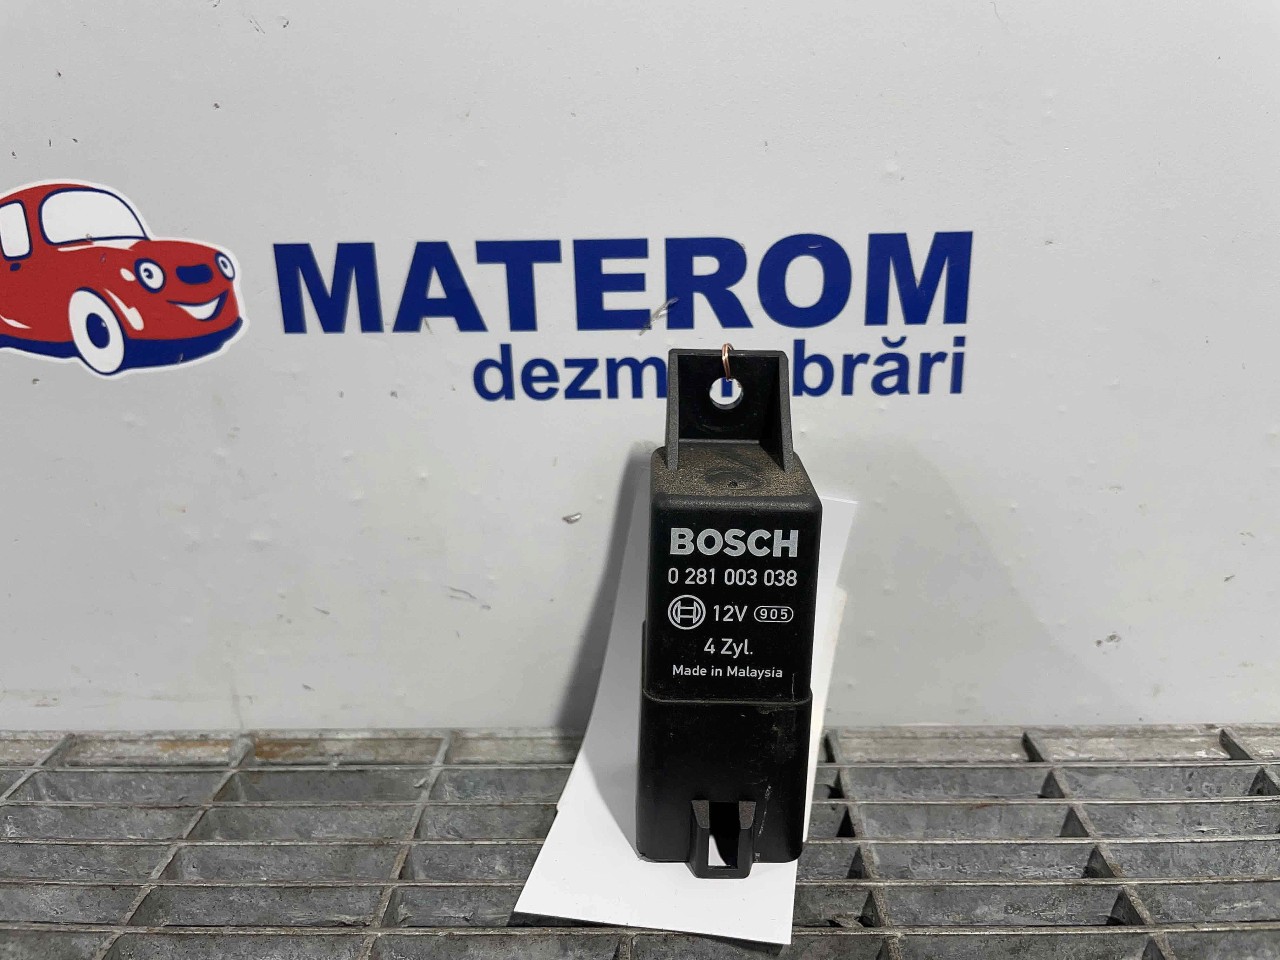 MATEROM
BOSCH
0 281 003 038
12V 905
4 Zyl.
Made in Malaysia